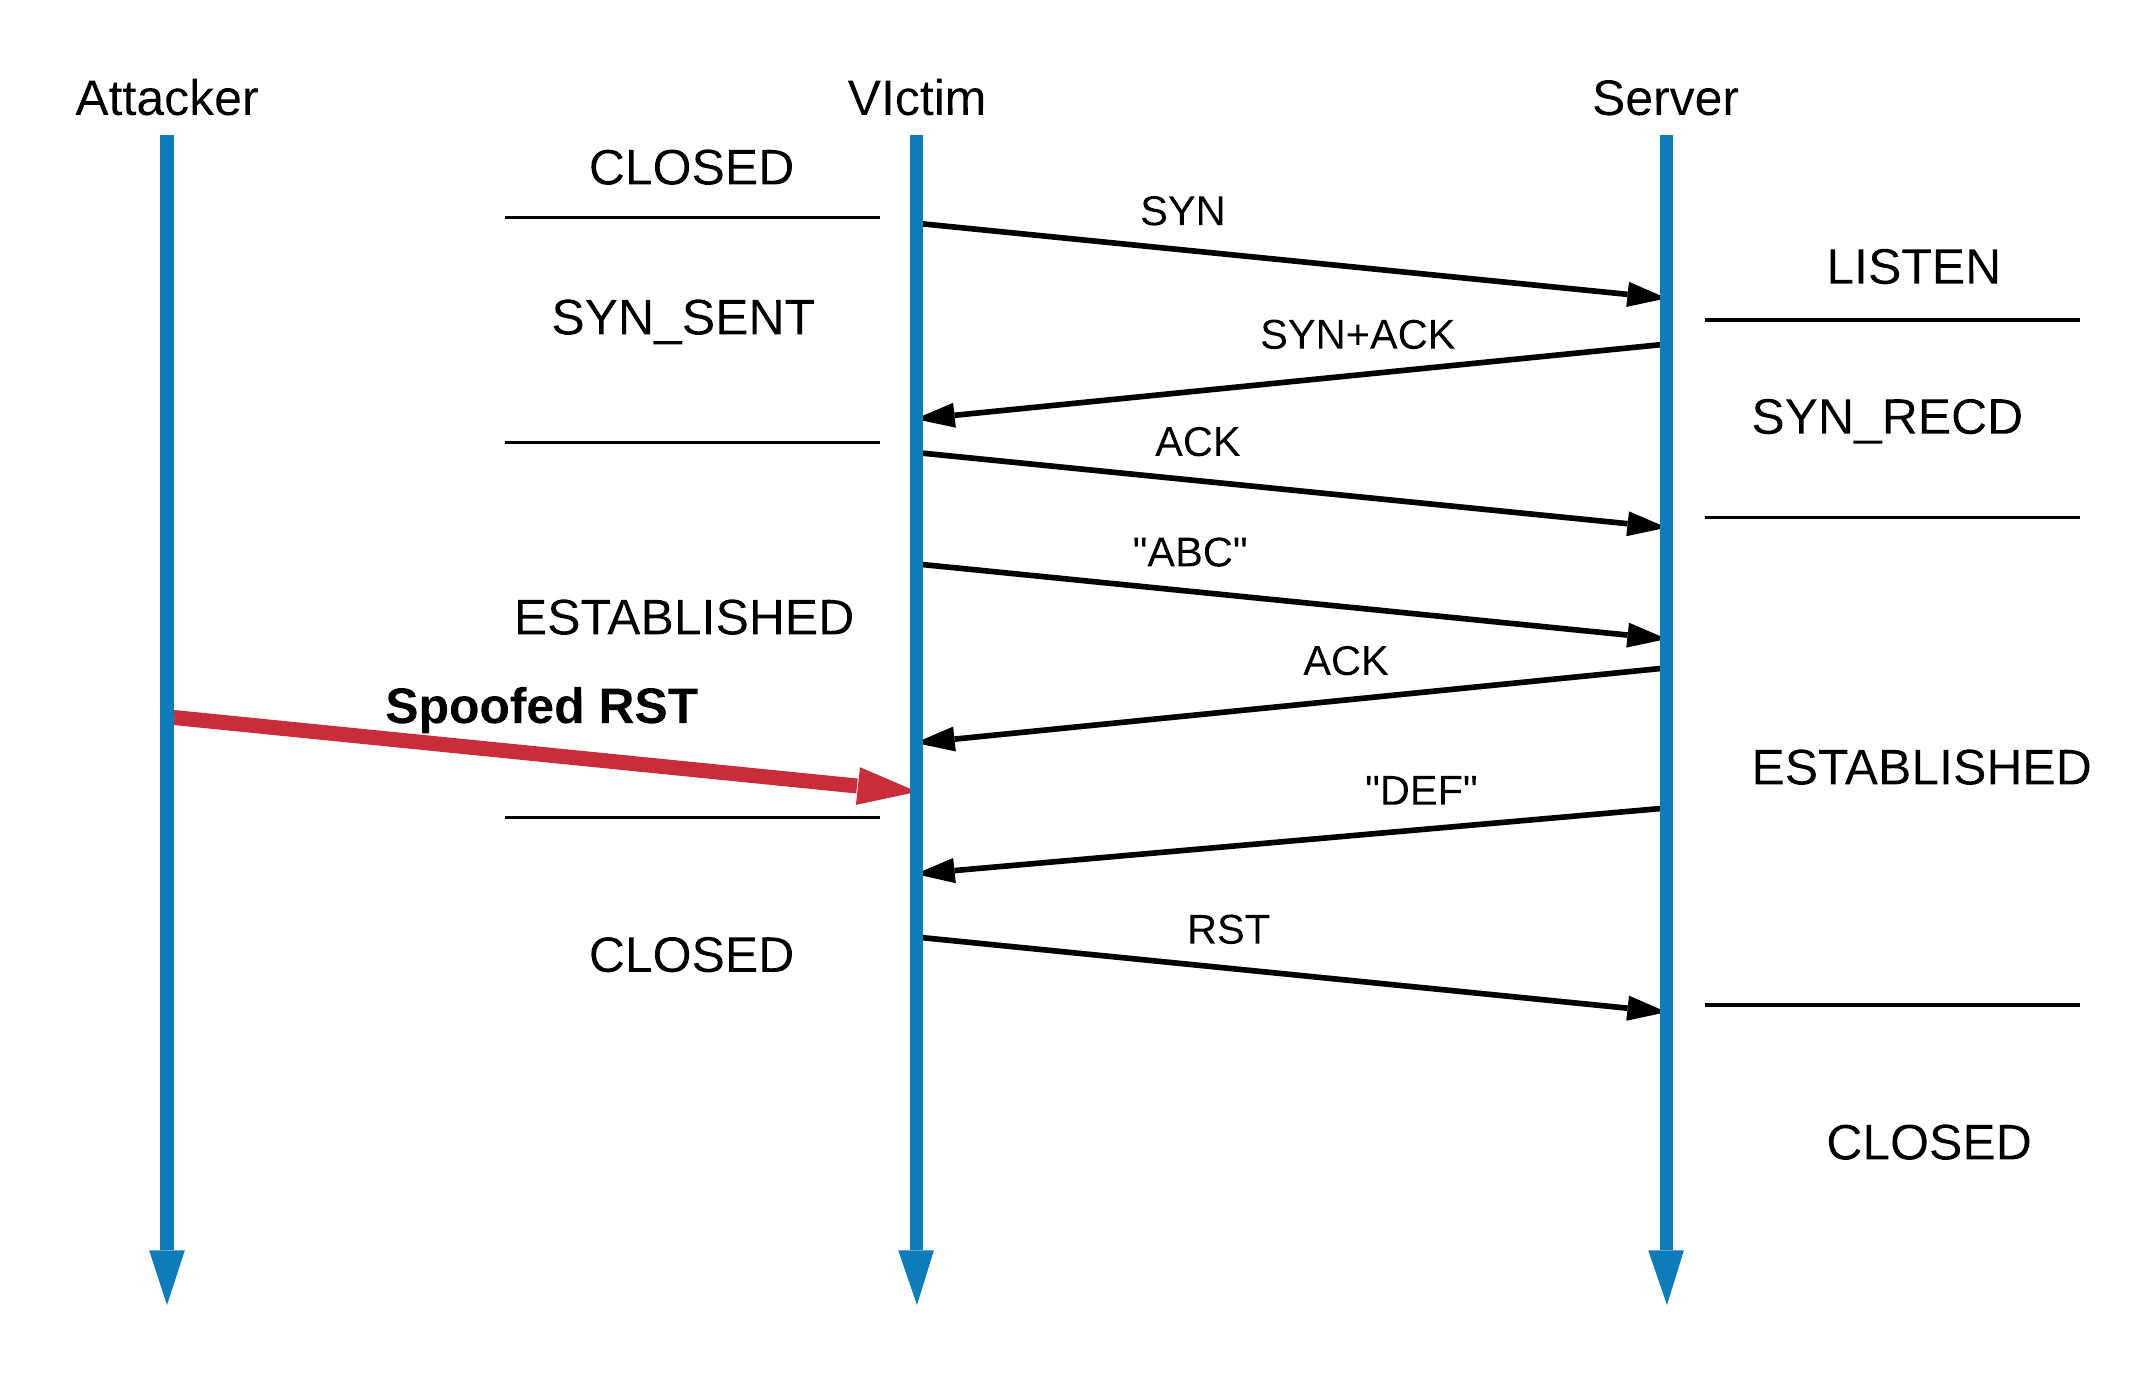 Attacker
VIctim
Server
CLOSED
SYN
LISTEN
SYN_SENT
SYN+ACK
SYN_RECD
ACK
"ABC"
ESTABLISHED
ACK
Spoofed RST
ESTABLISHED
"DEF"
RST
CLOSED
CLOSED